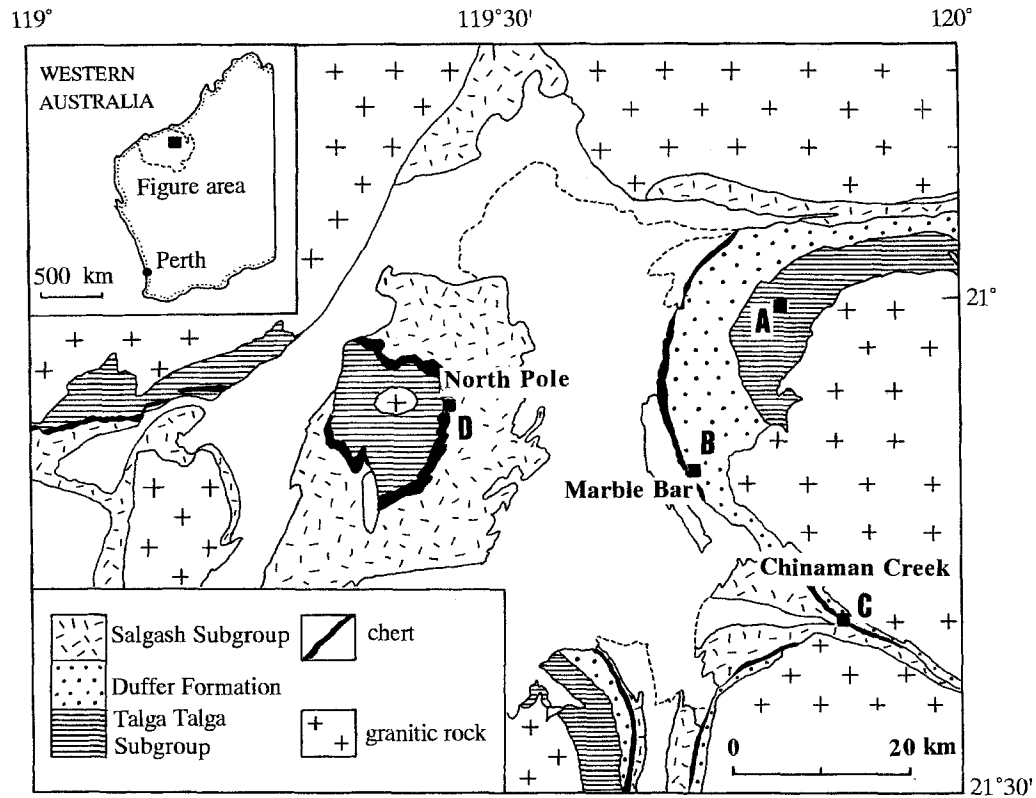 119°
119°30'
120°
WESTERN
AUSTRALIA
Figure area
Perth
500 km
21°
A
North Pole
D
B
Marble Bar
Chinaman Creek
C
Salgash Subgroup
chert
Duffer Formation
Talga Talga
Subgroup
granitic rock
0
20 km
21°30'